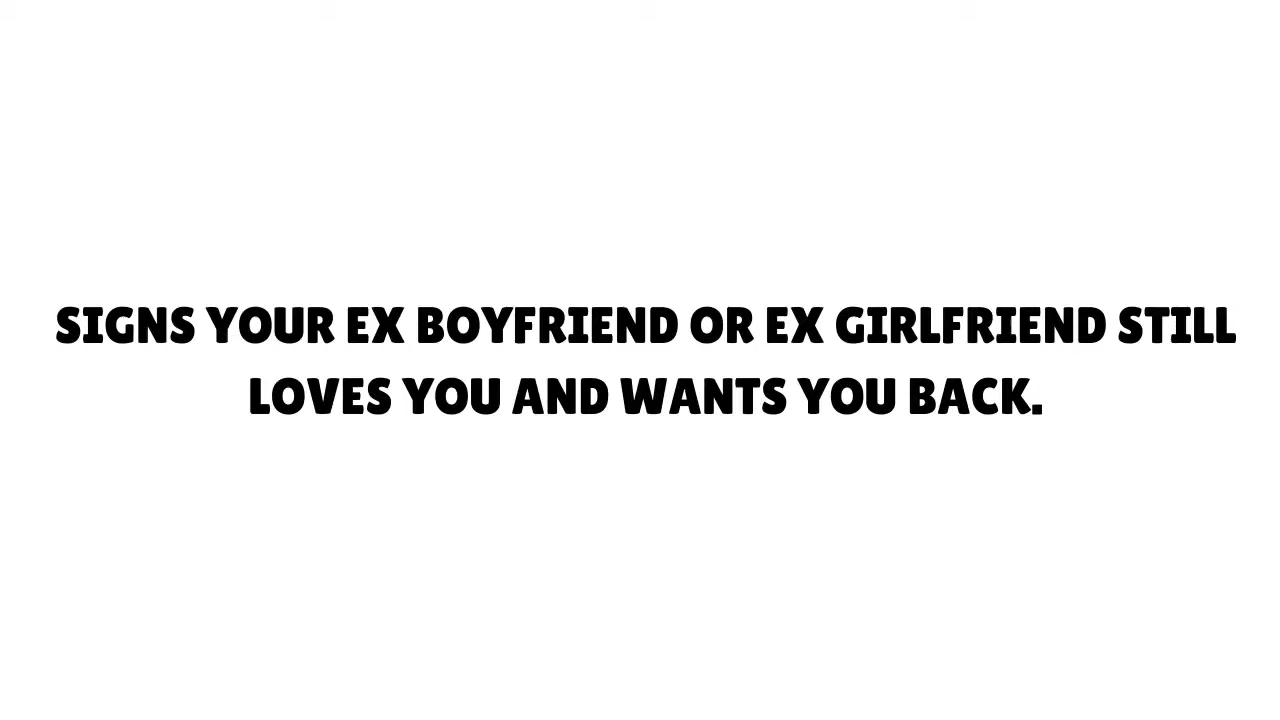 SIGNS YOUR EX BOYFRIEND OR EX GIRLFRIEND STILL
LOVES YOU AND WANTS YOU BACK.